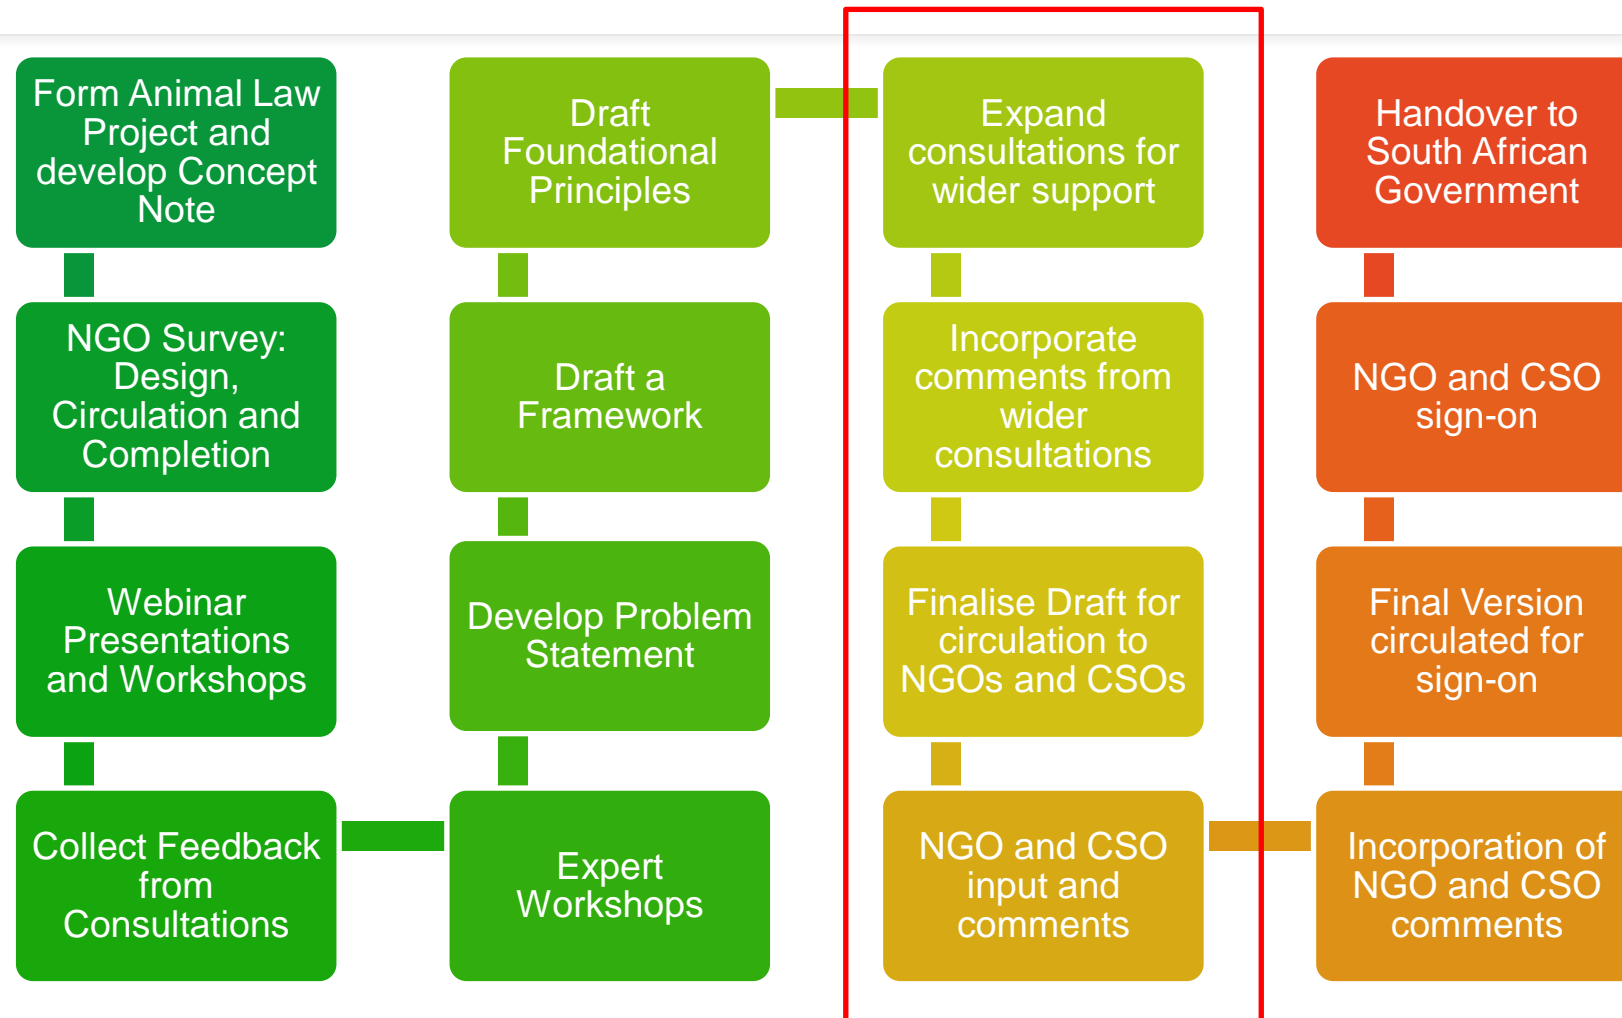 Form Animal Law
Project and
develop Concept
Note
NGO Survey:
Design,
Circulation and
Completion
Webinar
Presentations
and Workshops
Collect Feedback
from
Consultations
Expert
Workshops
Develop Problem
Statement
Draft a
Framework
Draft
Foundational
Principles
Expand
consultations for
wider support
Incorporate
comments from
wider
consultations
Finalise Draft for
circulation to
NGOs and CSOs
NGO and CSO
input and
comments
Incorporation of
NGO and CSO
comments
Final Version
circulated for
sign-on
NGO and CSO
sign-on
Handover to
South African
Government